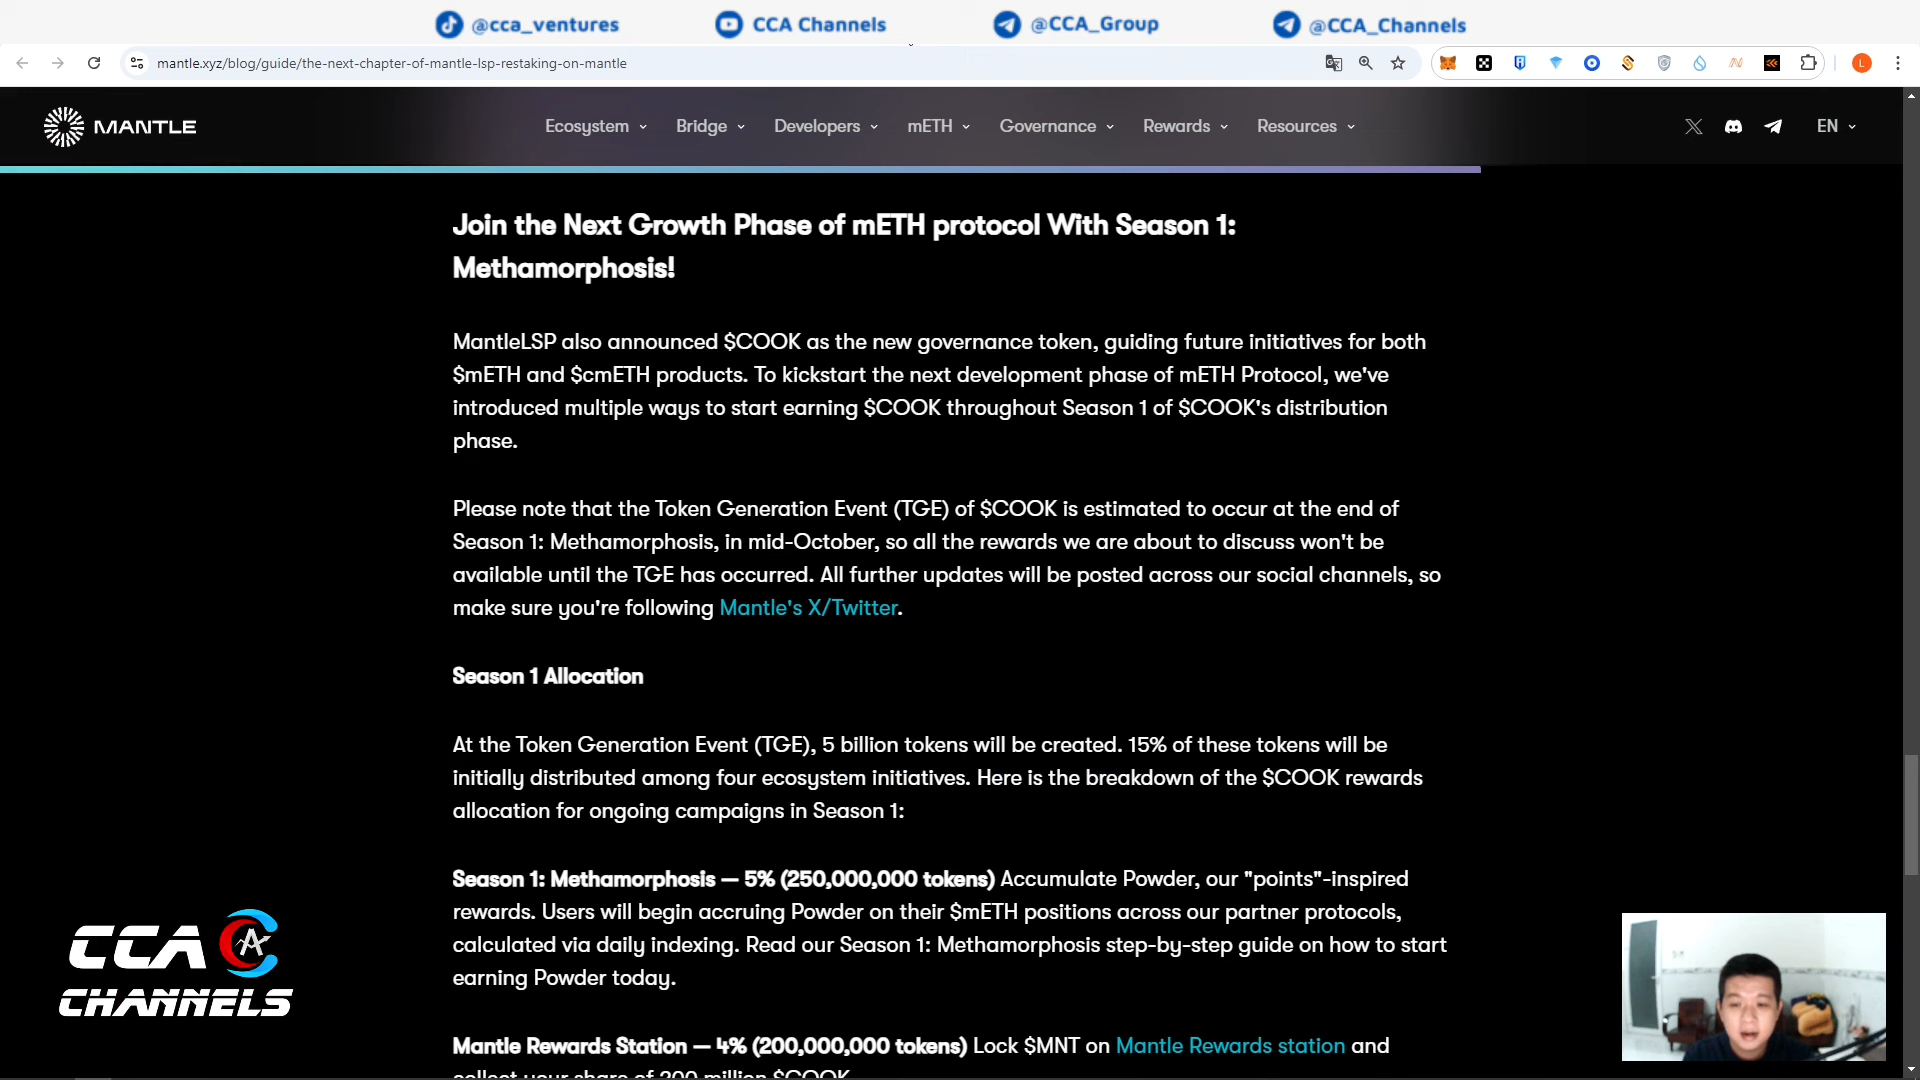 @cca_ventures
CCA Channels
@CCA_Group
@CCA_Channels
mantle.xyz/blog/guide/the-next-chapter-of-mantle-lsp-restaking-on-mantle
L
MANTLE
Ecosystem
Bridge
Developers
mETH
Governance
Rewards
Resources
EN
Join the Next Growth Phase of mETH protocol With Season 1:
Methamorphosis!
MantleLSP also announced $COOK as the new governance token, guiding future initiatives for both
$mETH and $cmETH products. To kickstart the next development phase of mETH Protocol, we've
introduced multiple ways to start earning $COOK throughout Season 1 of $COOK's distribution
phase.
Please note that the Token Generation Event (TGE) of $COOK is estimated to occur at the end of
Season 1: Methamorphosis, in mid-October, so all the rewards we are about to discuss won't be
available until the TGE has occurred. All further updates will be posted across our social channels, so
make sure you're following Mantle's X/Twitter.
Season 1 Allocation
At the Token Generation Event (TGE), 5 billion tokens will be created. 15% of these tokens will be
initially distributed among four ecosystem initiatives. Here is the breakdown of the $COOK rewards
allocation for ongoing campaigns in Season 1:
Season 1: Methamorphosis — 5% (250,000,000 tokens) Accumulate Powder, our "points"-inspired
rewards. Users will begin accruing Powder on their $mETH positions across our partner protocols,
calculated via daily indexing. Read our Season 1: Methamorphosis step-by-step guide on how to start
earning Powder today.
Mantle Rewards Station — 4% (200,000,000 tokens) Lock $MNT on Mantle Rewards station and
collect your share of 200 million $COOK
CCA
CHANNELS